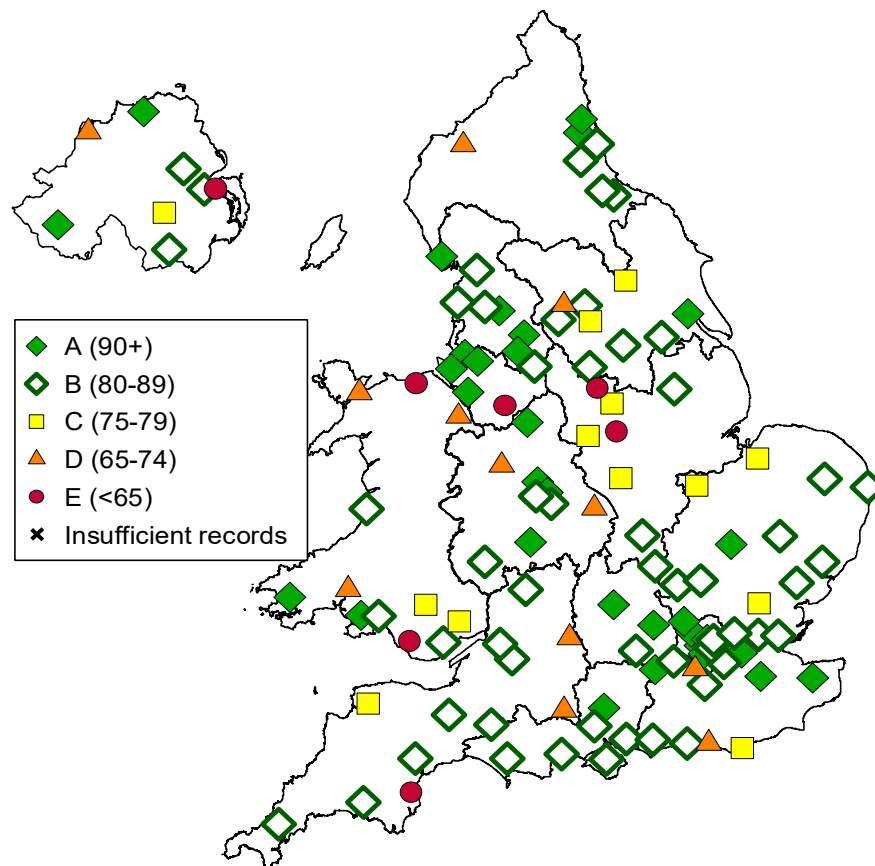 A (90+)
B (80-89)
C (75-79)
D (65-74)
E (<65)
Insufficient records